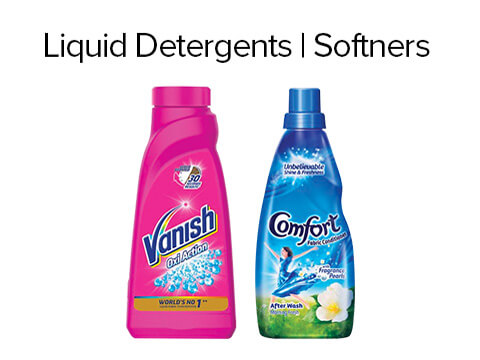 Liquid Detergents | Softners
30
Vanish
Oxi Action
WORLD'S NO 1**
Unbelievable
Shine & Freshness
Comfort
Fabric Conditioner
Fragrance
Pearls
After Wash